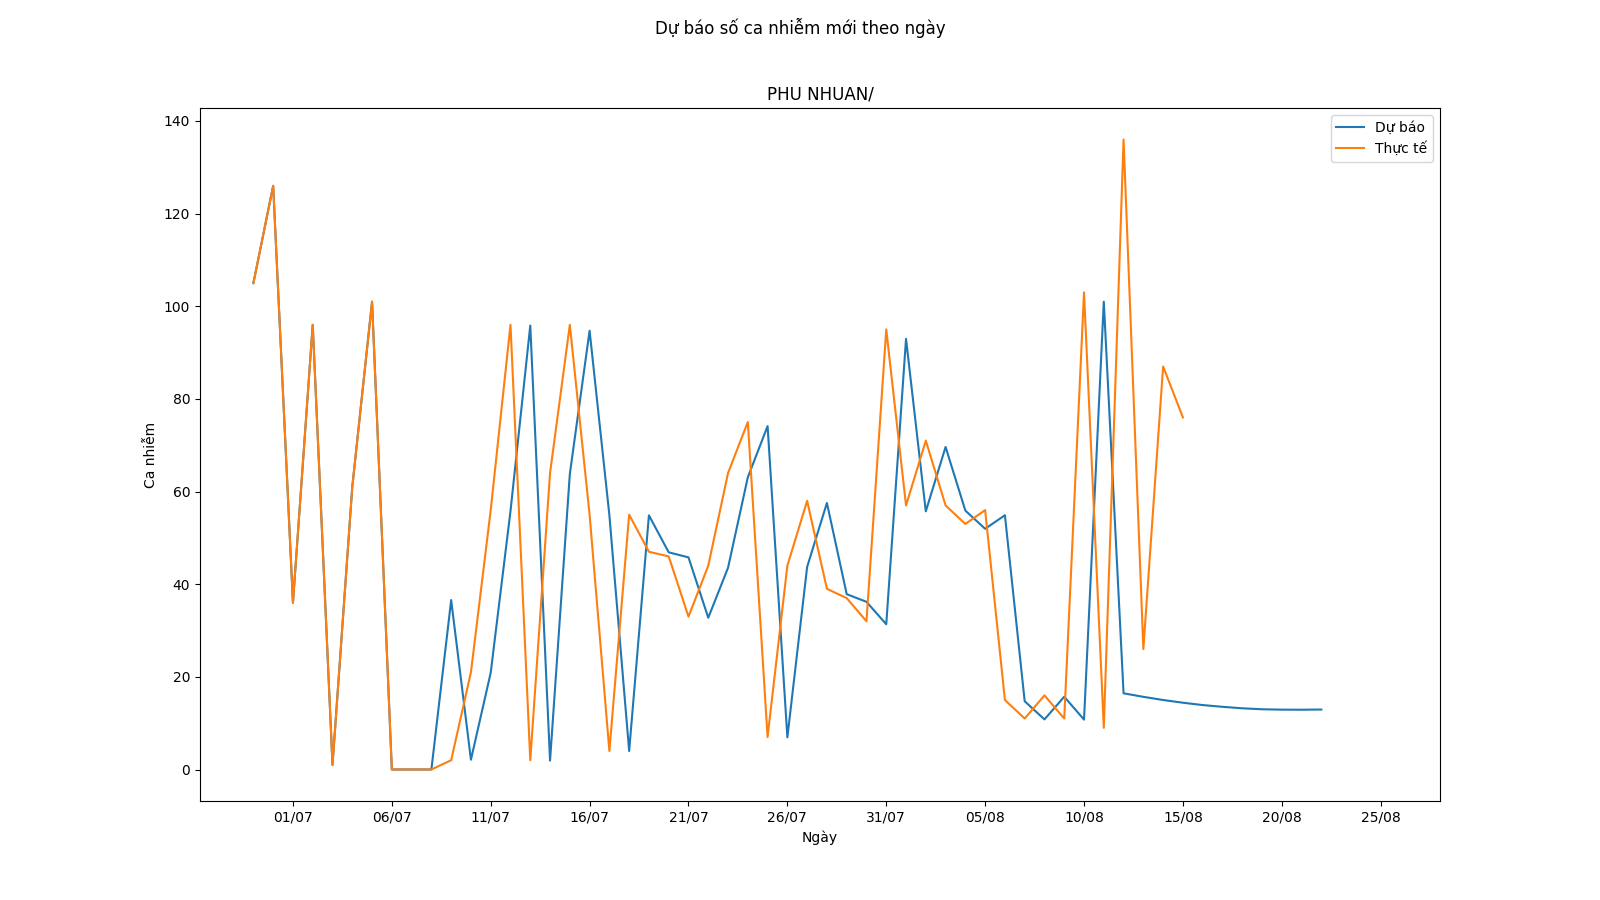 Dự báo số ca nhiễm mới theo ngày
PHU NHUAN/
140
120
100
80
60
40
20
0
Ca nhiễm
Dự báo
Thực tế
01/07 06/07 11/07 16/07 21/07 26/07 31/07 05/08 10/08 15/08 20/08 25/08
Ngày